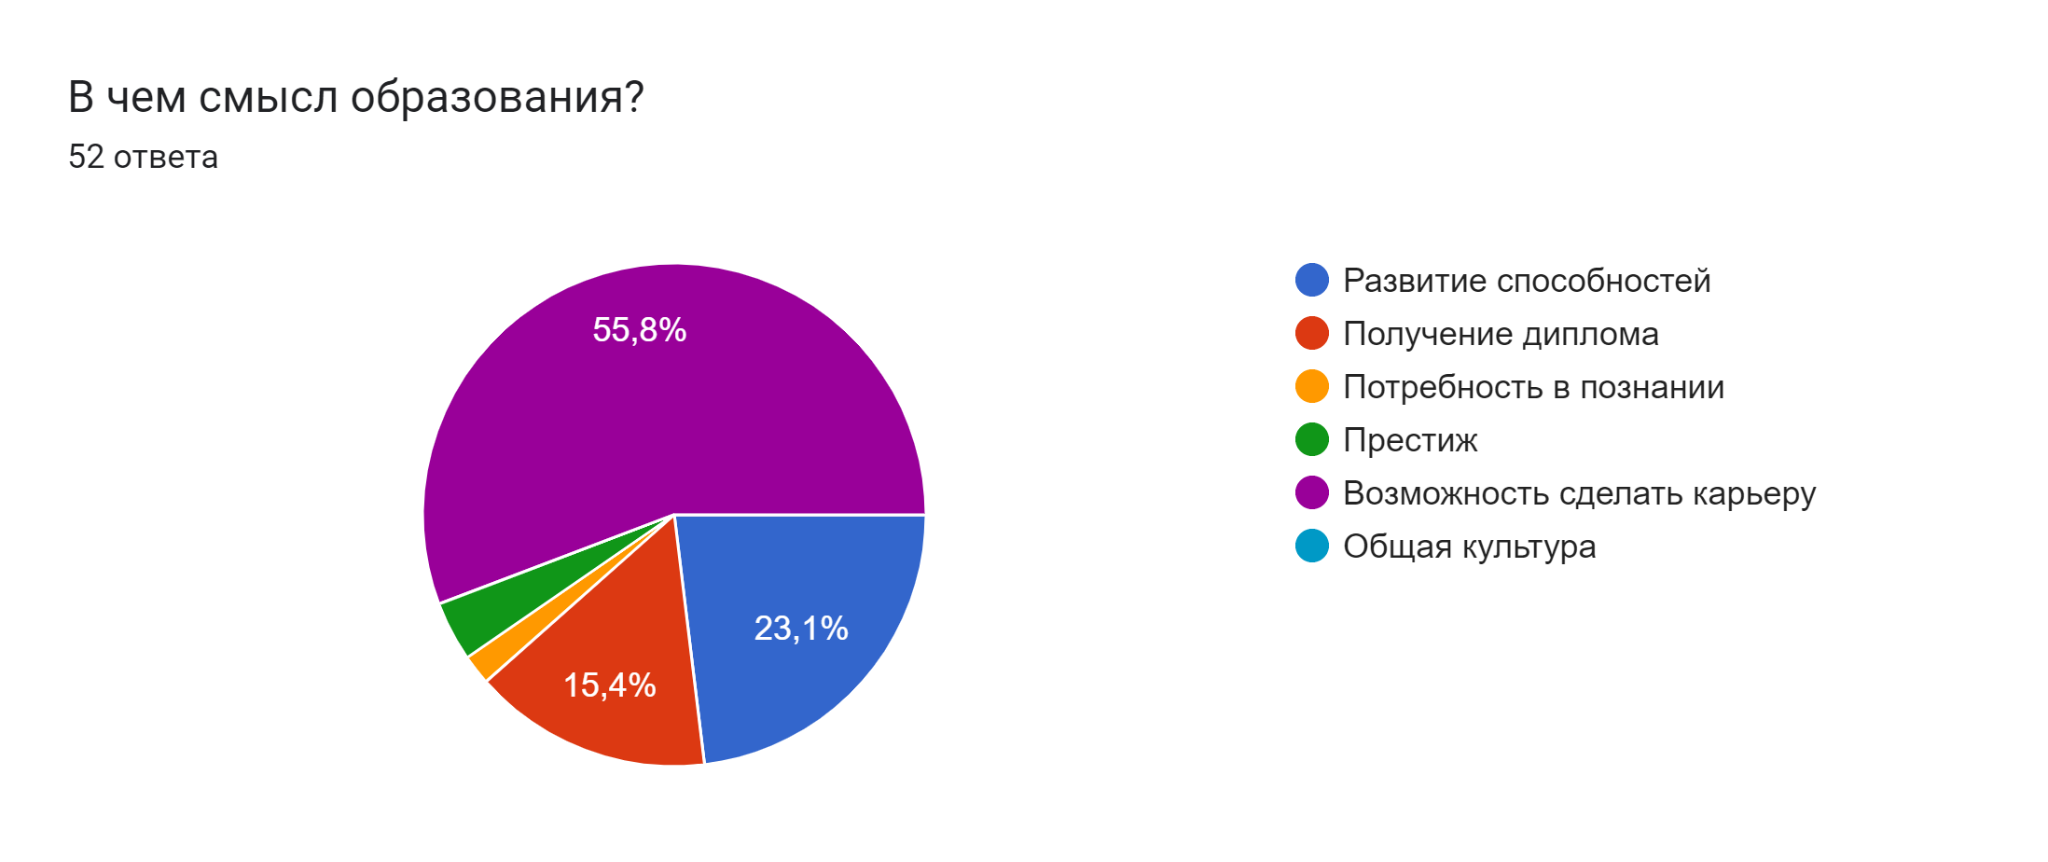 В чем смысл образования?
52 ответа
55,8%
23,1%
15,4%
Развитие способностей
Получение диплома
Потребность в познании
Престиж
Возможность сделать карьеру
Общая культура